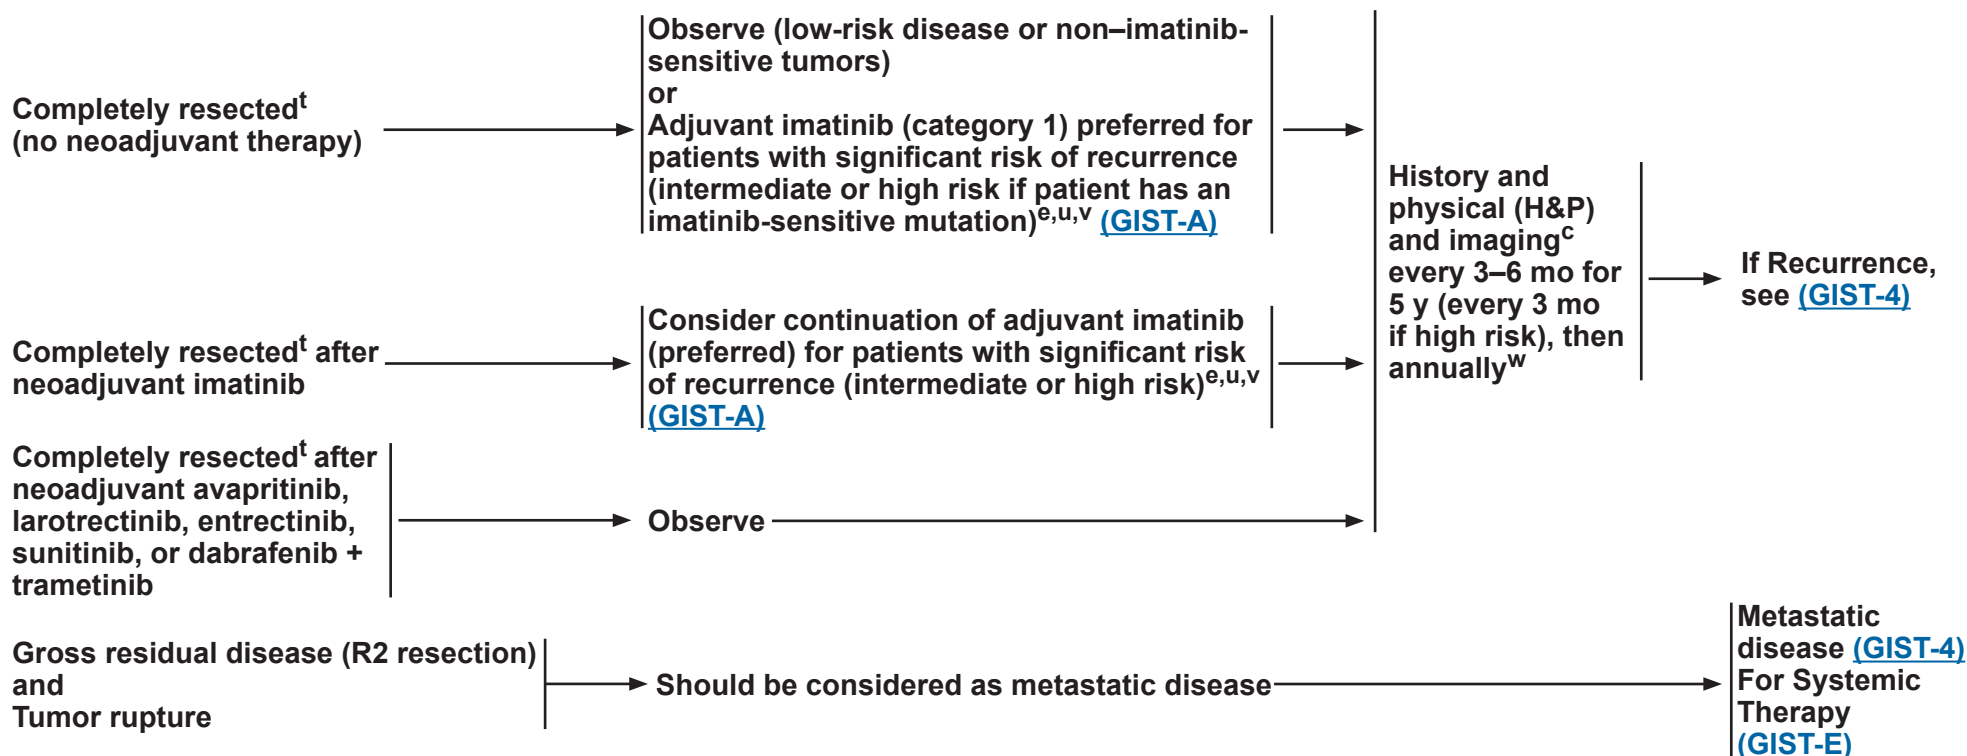 Completely resectedᵗ
(no neoadjuvant therapy)
Observe (low-risk disease or non–imatinib-
sensitive tumors)
or
Adjuvant imatinib (category 1) preferred for
patients with significant risk of recurrence
(intermediate or high risk if patient has an
imatinib-sensitive mutation)ᵉ,ᵘ,ᵛ (GIST-A)
Completely resectedᵗ after
neoadjuvant imatinib
Consider continuation of adjuvant imatinib
(preferred) for patients with significant risk
of recurrence (intermediate or high risk)ᵉ,ᵘ,ᵛ
(GIST-A)
Completely resectedᵗ after
neoadjuvant avapritinib,
larotrectinib, entrectinib,
sunitinib, or dabrafenib +
trametinib
Observe
History and
physical (H&P)
and imagingᶜ
every 3–6 mo for
5 y (every 3 mo
if high risk), then
annuallyʷ
If Recurrence,
see (GIST-4)
Gross residual disease (R2 resection)
and
Tumor rupture
Should be considered as metastatic disease
Metastatic
disease (GIST-4)
For Systemic
Therapy
(GIST-E)